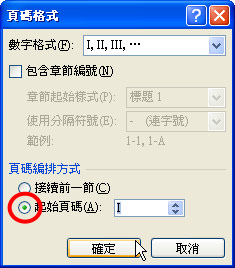 頁碼格式
數字格式(F): I, II, III, …
包含章節編號(N)
章節起始樣式(P): 標題 1
使用分隔符號(E): - (連字號)
範例: 1-1, 1-A
頁碼編排方式
接續前一節(C)
起始頁碼(A): I
確定 取消